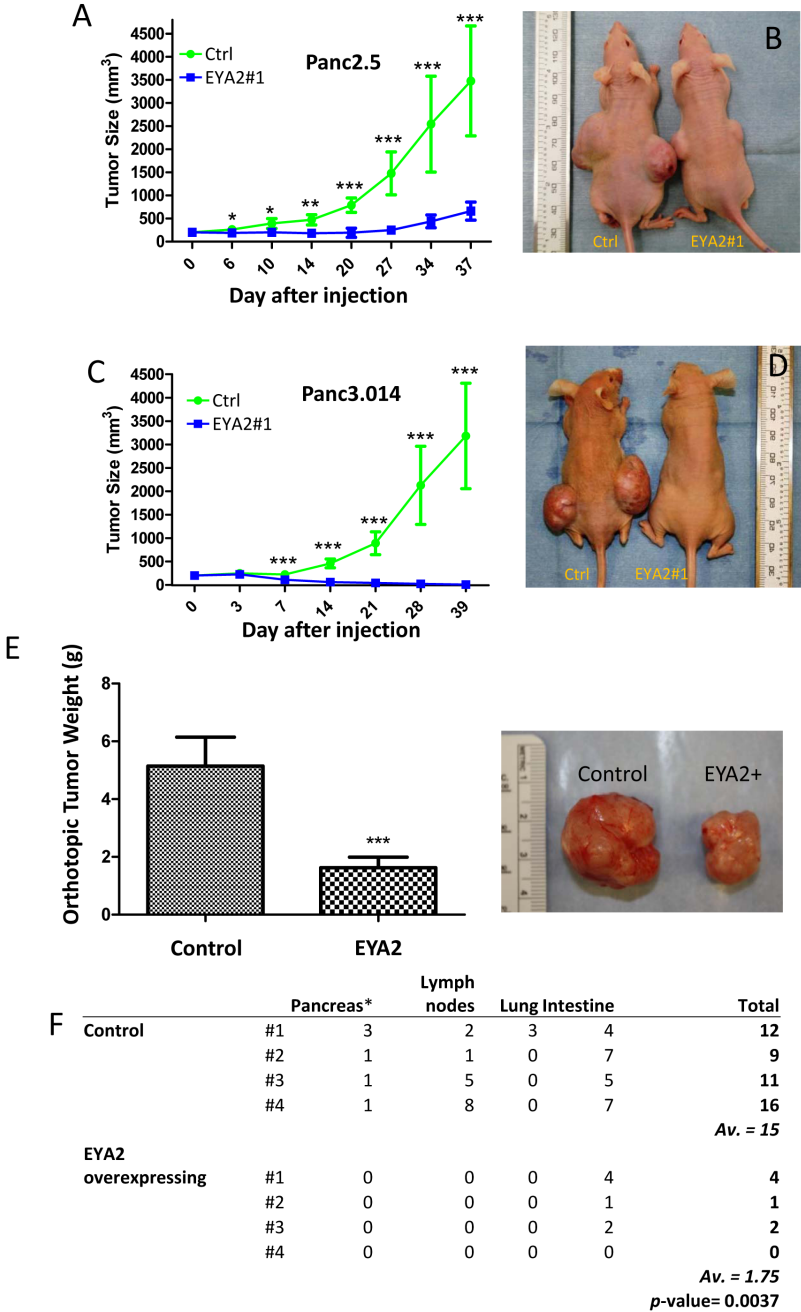 A
Panc2.5
Ctrl
EYA2#1
Tumor Size (mm³)
4500
4000
3500
3000
2500
2000
1500
1000
500
0
* * ** *** *** *** ***
0 6 10 14 20 27 34 37
Day after injection
B
Ctrl EYA2#1
C
Panc3.014
Ctrl
EYA2#1
Tumor Size (mm³)
4500
4000
3500
3000
2500
2000
1500
1000
500
0
*** *** *** *** ***
0 3 7 14 21 28 39
Day after injection
D
Ctrl EYA2#1
E
Orthotopic Tumor Weight (g)
8
6
4
2
0
***
Control EYA2
Control EYA2+
METRIC 1
2
3
4
F
Pancreas* Lymph nodes Lung Intestine Total
Control #1 3 2 3 4 12
#2 1 1 0 7 9
#3 1 5 0 5 11
#4 1 8 0 7 16
Av. = 15
EYA2
overexpressing #1 0 0 0 4 4
#2 0 0 0 1 1
#3 0 0 0 2 2
#4 0 0 0 0 0
Av. = 1.75
p-value= 0.0037